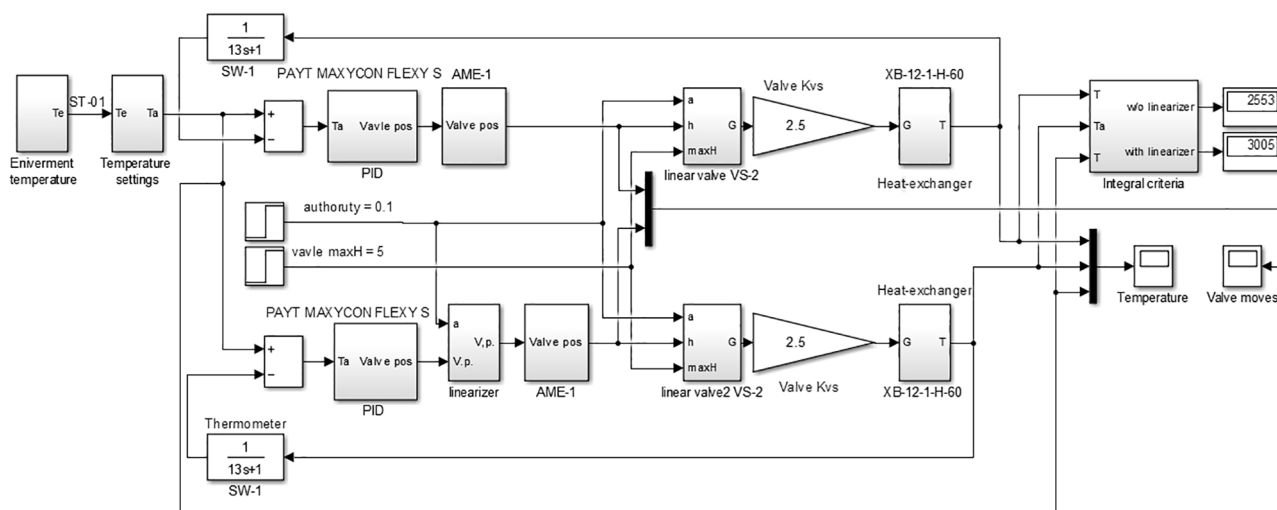 1
13s+1
SW-1
PAYT MAXYCON FLEXY S
AME-1
Valve Kvs
XB-12-1-H-60
Te
ST-01
Te
Ta
+
−
Ta
Vavle pos
Valve pos
a
h
maxH
G
2.5
G
T
T
Ta
T
w/o linearizer
with linearizer
2553
3005
Eniverment
temperature
Temperature
settings
PID
linear valve VS-2
Heat-exchanger
Integral criteria
authoruty = 0.1
vavle maxH = 5
Temperature
Valve moves
PAYT MAXYCON FLEXY S
Heat-exchanger
+
−
Ta
Valve pos
a
V.p.
V,p.
Valve pos
a
h
maxH
G
2.5
G
T
PID
linearizer
AME-1
linear valve2 VS-2
Valve Kvs
XB-12-1-H-60
Thermometer
1
13s+1
SW-1